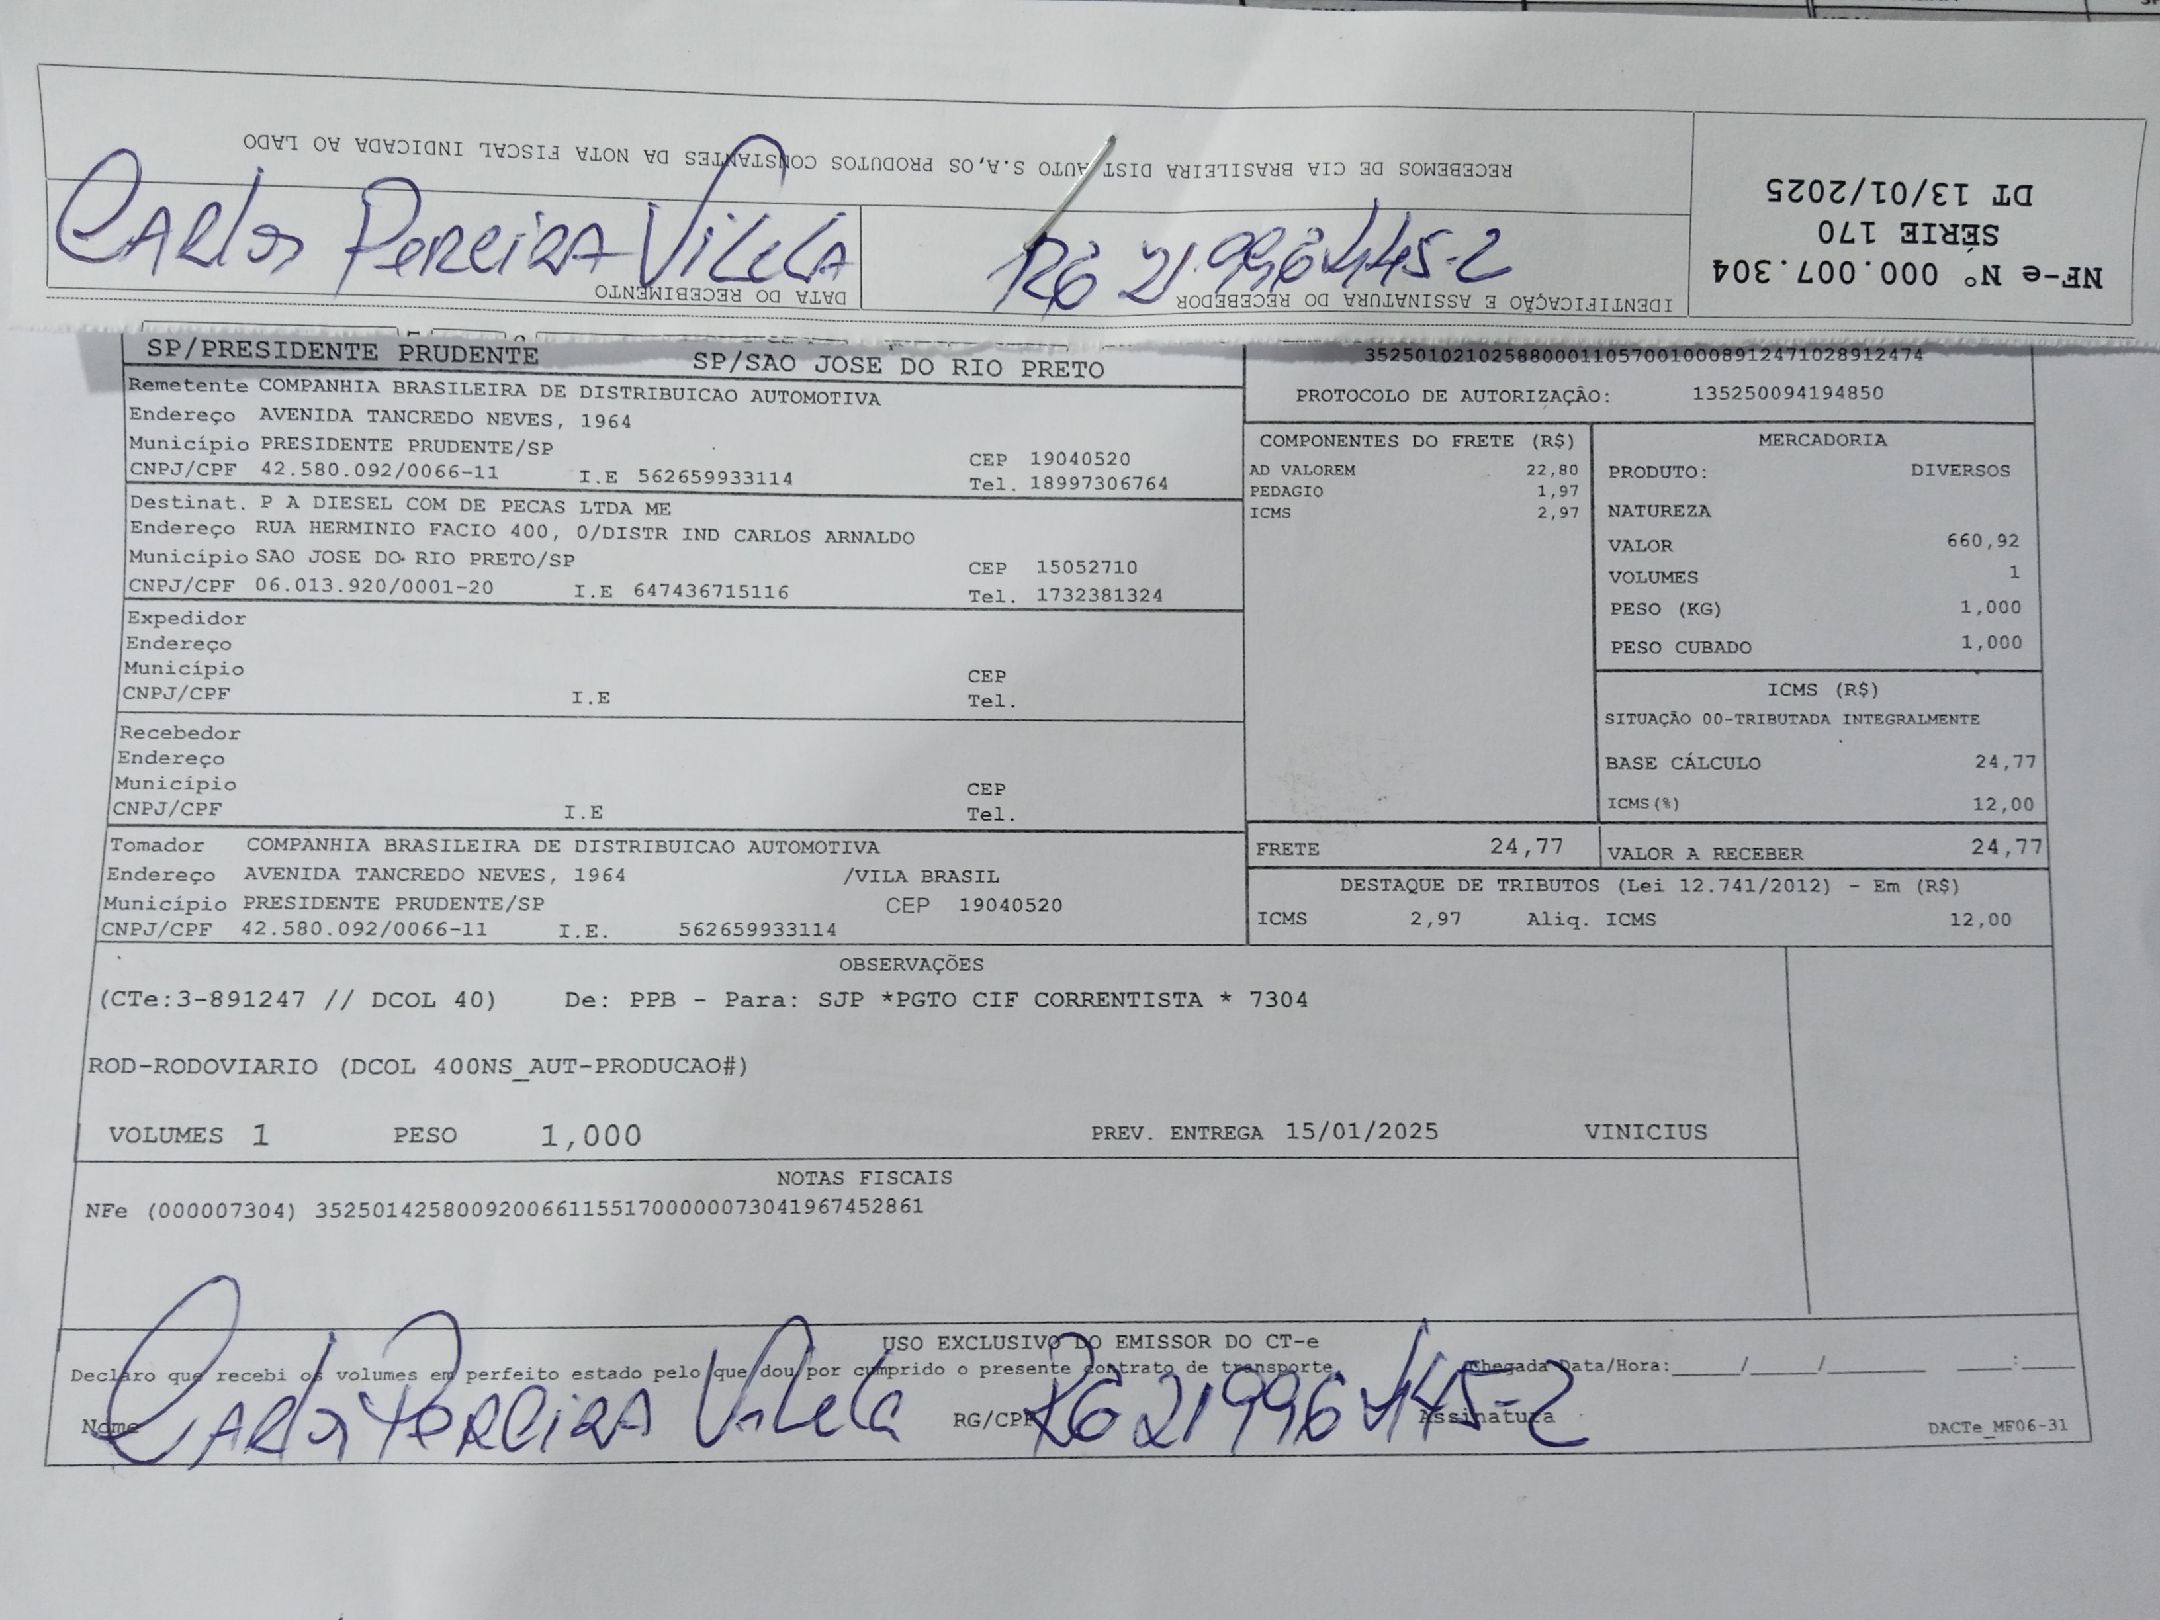 RECEBEMOS DE CIA BRASILEIRA DIST AUTO S.A,OS PRODUTOS CONSTANTES DA NOTA FISCAL INDICADA AO LADO
NF-e Nº 000.007.304
SÉRIE 170
DT 13/01/2025
Carlos Pereira Vilela
RG 21996445-2
DATA DO RECEBIMENTO
IDENTIFICAÇÃO E ASSINATURA DO RECEBEDOR
SP/PRESIDENTE PRUDENTE SP/SAO JOSE DO RIO PRETO
Remetente COMPANHIA BRASILEIRA DE DISTRIBUICAO AUTOMOTIVA
Endereço AVENIDA TANCREDO NEVES, 1964
Município PRESIDENTE PRUDENTE/SP CEP 19040520
CNPJ/CPF 42.580.092/0066-11 I.E 562659933114 Tel. 18997306764
Destinat. P A DIESEL COM DE PECAS LTDA ME
Endereço RUA HERMINIO FACIO 400, 0/DISTR IND CARLOS ARNALDO
Município SAO JOSE DO RIO PRETO/SP CEP 15052710
CNPJ/CPF 06.013.920/0001-20 I.E 647436715116 Tel. 1732381324
Expedidor
Endereço
Município CEP
CNPJ/CPF I.E Tel.
Recebedor
Endereço
Município CEP
CNPJ/CPF I.E Tel.
Tomador COMPANHIA BRASILEIRA DE DISTRIBUICAO AUTOMOTIVA
Endereço AVENIDA TANCREDO NEVES, 1964 /VILA BRASIL
Município PRESIDENTE PRUDENTE/SP CEP 19040520
CNPJ/CPF 42.580.092/0066-11 I.E. 562659933114
35250102102588000110570010008912471028912474
PROTOCOLO DE AUTORIZAÇÃO: 135250094194850
COMPONENTES DO FRETE (R$)
AD VALOREM 22,80
PEDAGIO 1,97
ICMS 2,97
MERCADORIA
PRODUTO: DIVERSOS
NATUREZA
VALOR 660,92
VOLUMES 1
PESO (KG) 1,000
PESO CUBADO 1,000
ICMS (R$)
SITUAÇÃO 00-TRIBUTADA INTEGRALMENTE
BASE CÁLCULO 24,77
ICMS(%) 12,00
FRETE 24,77 VALOR A RECEBER 24,77
DESTAQUE DE TRIBUTOS (Lei 12.741/2012) - Em (R$)
ICMS 2,97 Aliq. ICMS 12,00
OBSERVAÇÕES
(CTe:3-891247 // DCOL 40) De: PPB - Para: SJP *PGTO CIF CORRENTISTA * 7304
ROD-RODOVIARIO (DCOL 400NS_AUT-PRODUCAO#)
VOLUMES 1 PESO 1,000 PREV. ENTREGA 15/01/2025 VINICIUS
NOTAS FISCAIS
NFe (000007304) 35250142580092006611551700000073041967452861
USO EXCLUSIVO DO EMISSOR DO CT-e
Declaro que recebi os volumes em perfeito estado pelo que dou por cumprido o presente contrato de transporte Chegada Data/Hora: ____/____/____ ___:___
Nome Carlos Pereira Vilela RG/CPF RG 21996445-2 Assinatura
DACTe_MF06-31